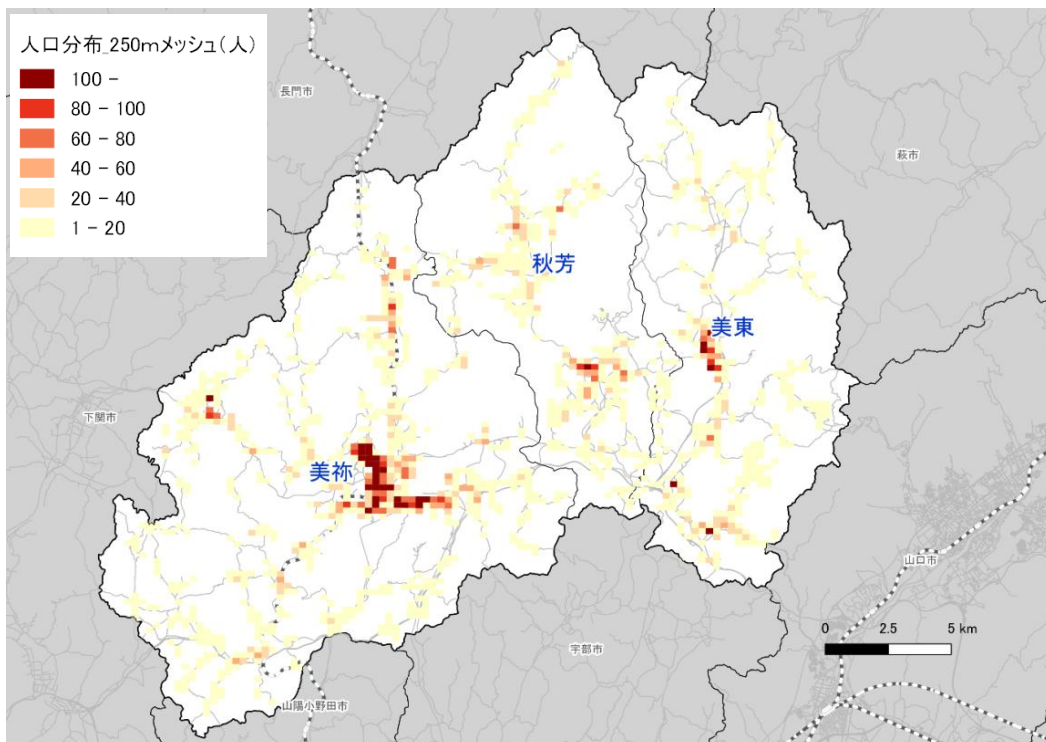 人口分布_250mメッシュ(人)
100 -
80 - 100
60 - 80
40 - 60
20 - 40
1 - 20
長門市
萩市
秋芳
美東
下関市
美祢
山口市
0 2.5 5 km
宇部市
山陽小野田市